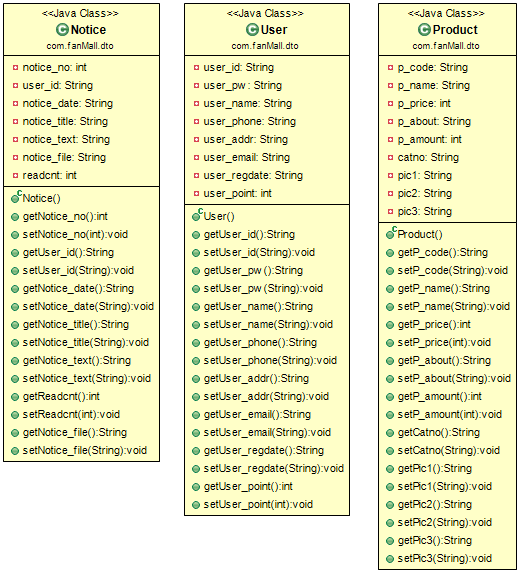 <<Java Class>>
Notice
com.fanMall.dto
notice_no: int
user_id: String
notice_date: String
notice_title: String
notice_text: String
notice_file: String
readcnt: int
Notice()
getNotice_no():int
setNotice_no(int):void
getUser_id():String
setUser_id(String):void
getNotice_date():String
setNotice_date(String):void
getNotice_title():String
setNotice_title(String):void
getNotice_text():String
setNotice_text(String):void
getReadcnt():int
setReadcnt(int):void
getNotice_file():String
setNotice_file(String):void
<<Java Class>>
User
com.fanMall.dto
user_id: String
user_pw: String
user_name: String
user_phone: String
user_addr: String
user_email: String
user_regdate: String
user_point: int
User()
getUser_id():String
setUser_id(String):void
getUser_pw():String
setUser_pw(String):void
getUser_name():String
setUser_name(String):void
getUser_phone():String
setUser_phone(String):void
getUser_addr():String
setUser_addr(String):void
getUser_email():String
setUser_email(String):void
getUser_regdate():String
setUser_regdate(String):void
getUser_point():int
setUser_point(int):void
<<Java Class>>
Product
com.fanMall.dto
p_code: String
p_name: String
p_price: int
p_about: String
p_amount: int
catno: String
pic1: String
pic2: String
pic3: String
Product()
getP_code():String
setP_code(String):void
getP_name():String
setP_name(String):void
getP_price():int
setP_price(int):void
getP_about():String
setP_about(String):void
getP_amount():int
setP_amount(int):void
getCatno():String
setCatno(String):void
getPic1():String
setPic1(String):void
getPic2():String
setPic2(String):void
getPic3():String
setPic3(String):void